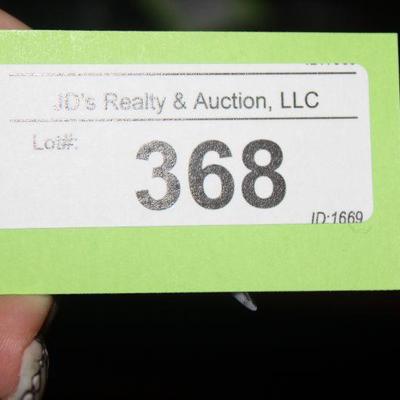 JD's Realty & Auction, LLC
Lot#:
368
ID:1669